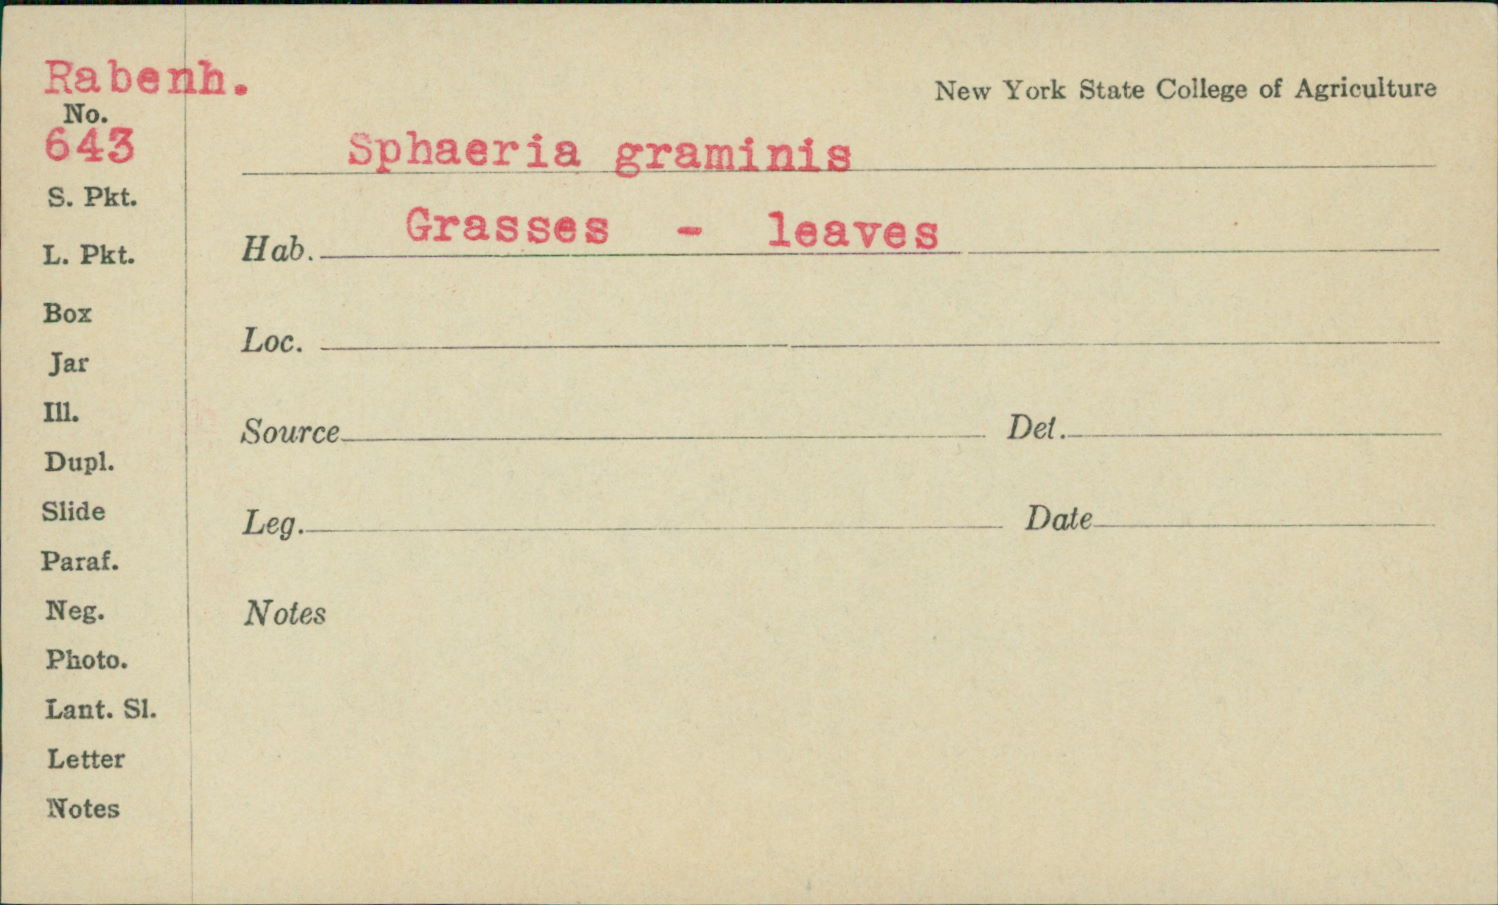 Rabenh.
New York State College of Agriculture
No.
643
Sphaeria graminis
S. Pkt.
Hab. Grasses - leaves
L. Pkt.
Box
Loc.
Jar
Ill.
Source Det.
Dupl.
Slide
Leg. Date
Paraf.
Neg.
Notes
Photo.
Lant. Sl.
Letter
Notes